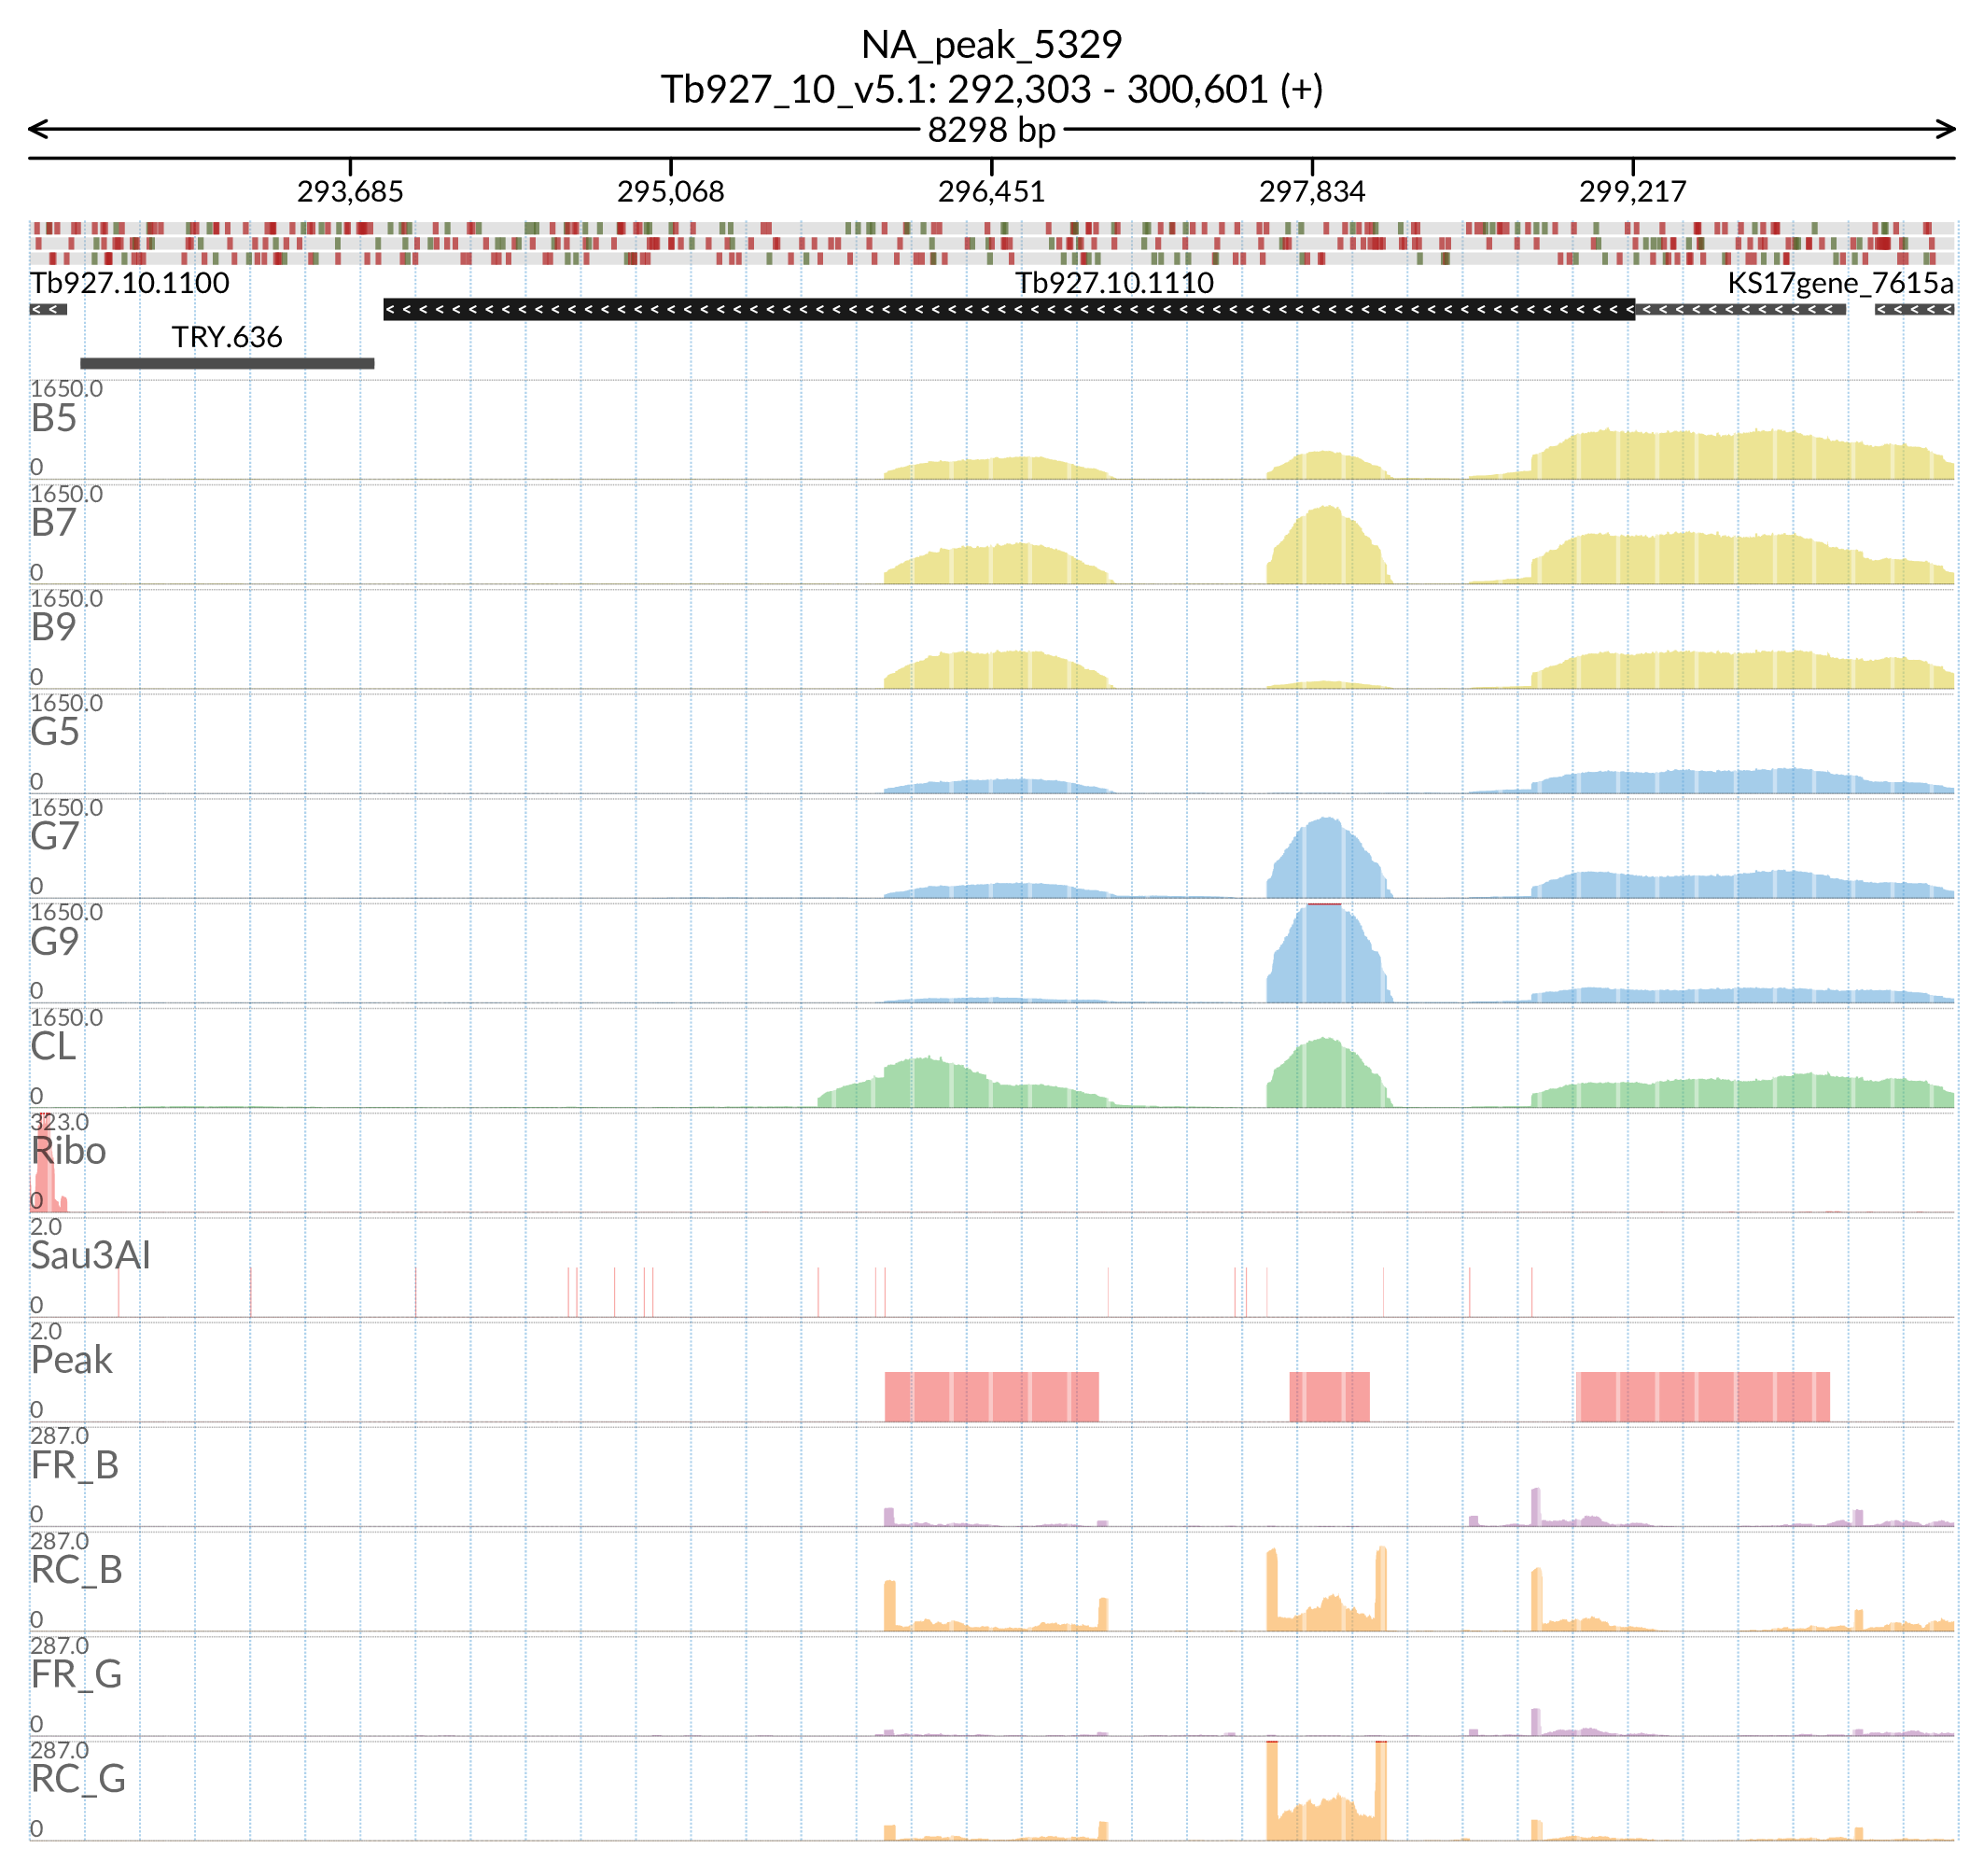 NA_peak_5329
Tb927_10_v5.1: 292,303 - 300,601 (+)
8298 bp
293,685 295,068 296,451 297,834 299,217
Tb927.10.1100 Tb927.10.1110 KS17gene_7615a
TRY.636
1650.0
B5
0
1650.0
B7
0
1650.0
B9
0
1650.0
G5
0
1650.0
G7
0
1650.0
G9
0
1650.0
CL
0
323.0
Ribo
0
2.0
Sau3AI
0
2.0
Peak
0
287.0
FR_B
0
287.0
RC_B
0
287.0
FR_G
0
287.0
RC_G
0